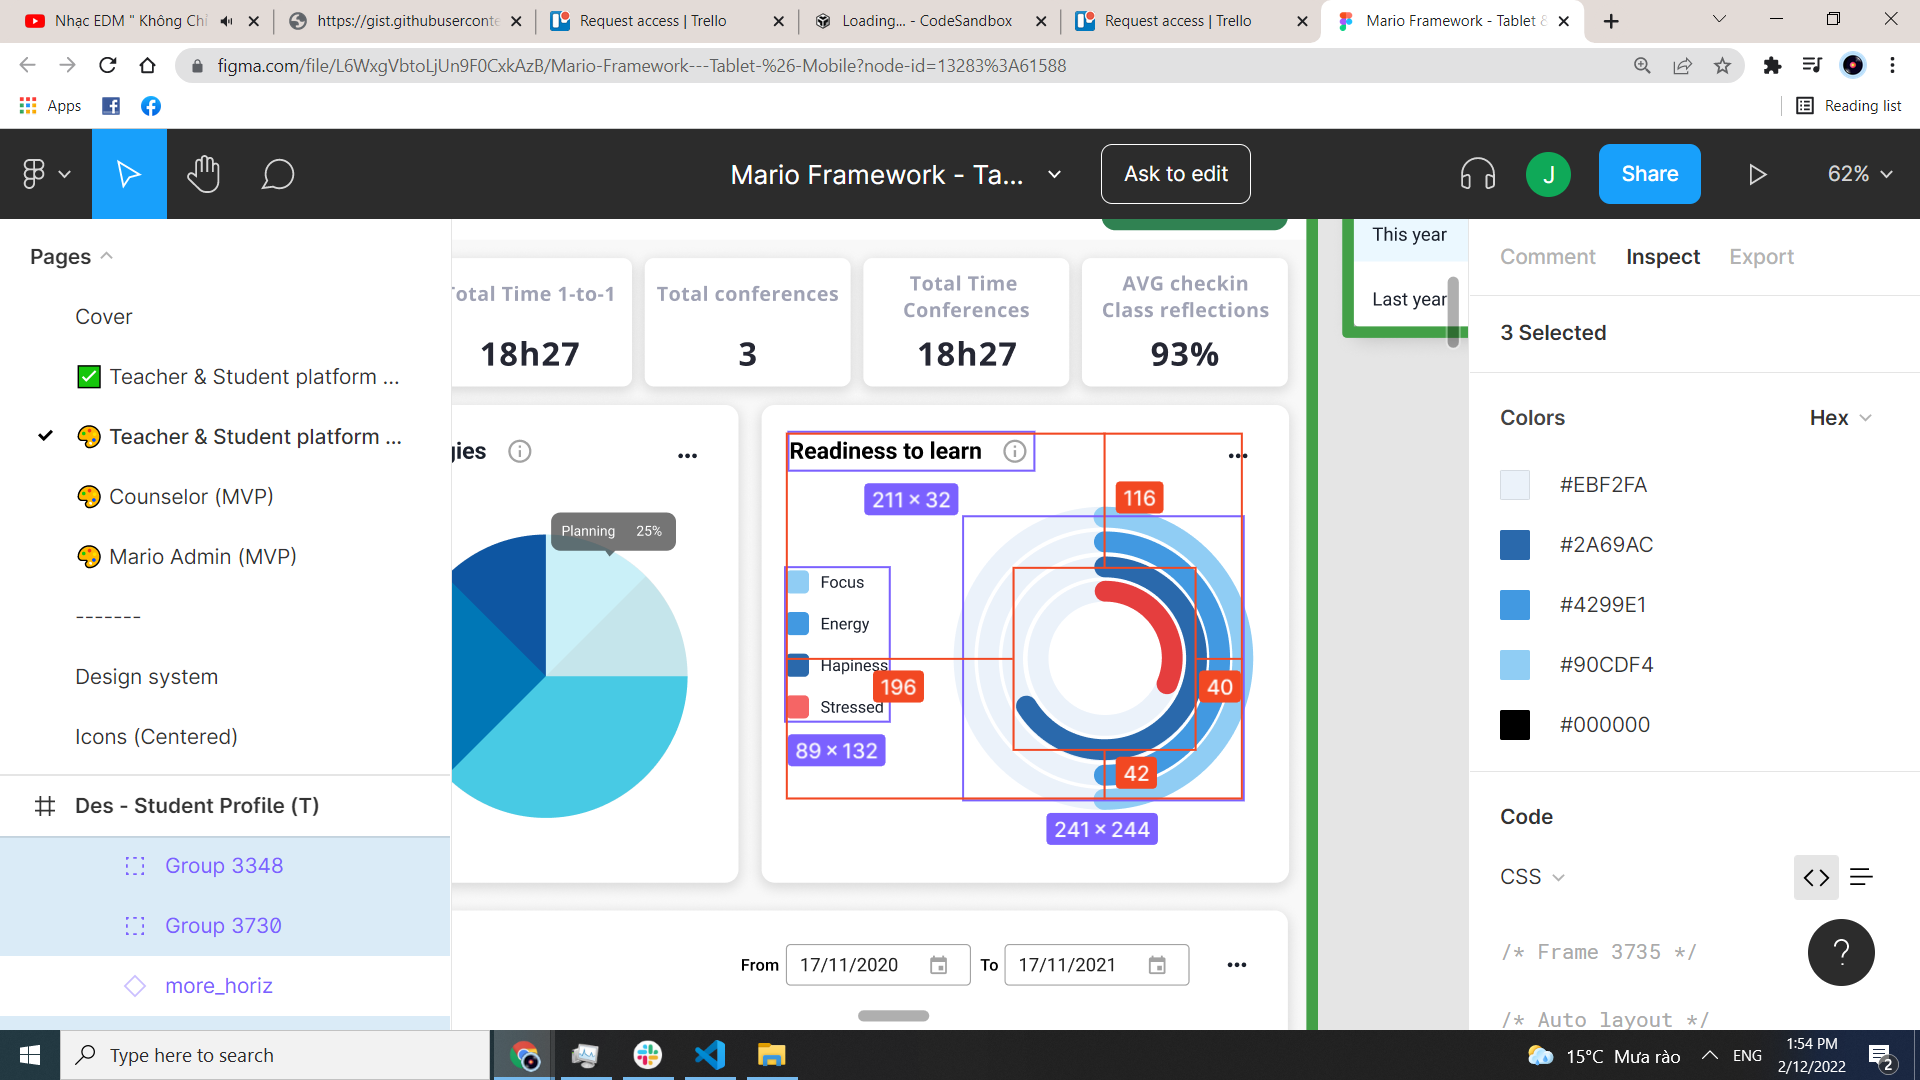 Nhạc EDM " Không Chỉ
https://gist.githubuserconte
Request access | Trello
Loading... - CodeSandbox
Request access | Trello
Mario Framework - Tablet &
figma.com/file/L6WxgVbtoLjUn9F0CxkAzB/Mario-Framework---Tablet-%26-Mobile?node-id=13283%3A61588
Apps
Reading list
Mario Framework - Ta...
Ask to edit
J
Share
62%
Pages
Cover
Teacher & Student platform ...
Teacher & Student platform ...
Counselor (MVP)
Mario Admin (MVP)
-------
Design system
Icons (Centered)
Des - Student Profile (T)
Group 3348
Group 3730
more_horiz
Total Time 1-to-1
18h27
Total conferences
3
Total Time
Conferences
18h27
AVG checkin
Class reflections
93%
This year
Last year
gies
Planning 25%
Readiness to learn
211 × 32
116
Focus
Energy
Hapiness
Stressed
196
40
89 × 132
42
241 × 244
From 17/11/2020 To 17/11/2021
Comment Inspect Export
3 Selected
Colors Hex
#EBF2FA
#2A69AC
#4299E1
#90CDF4
#000000
Code
CSS
/* Frame 3735 */
/* Auto layout */
?
Type here to search
15°C Mưa rào
ENG
1:54 PM
2/12/2022
2